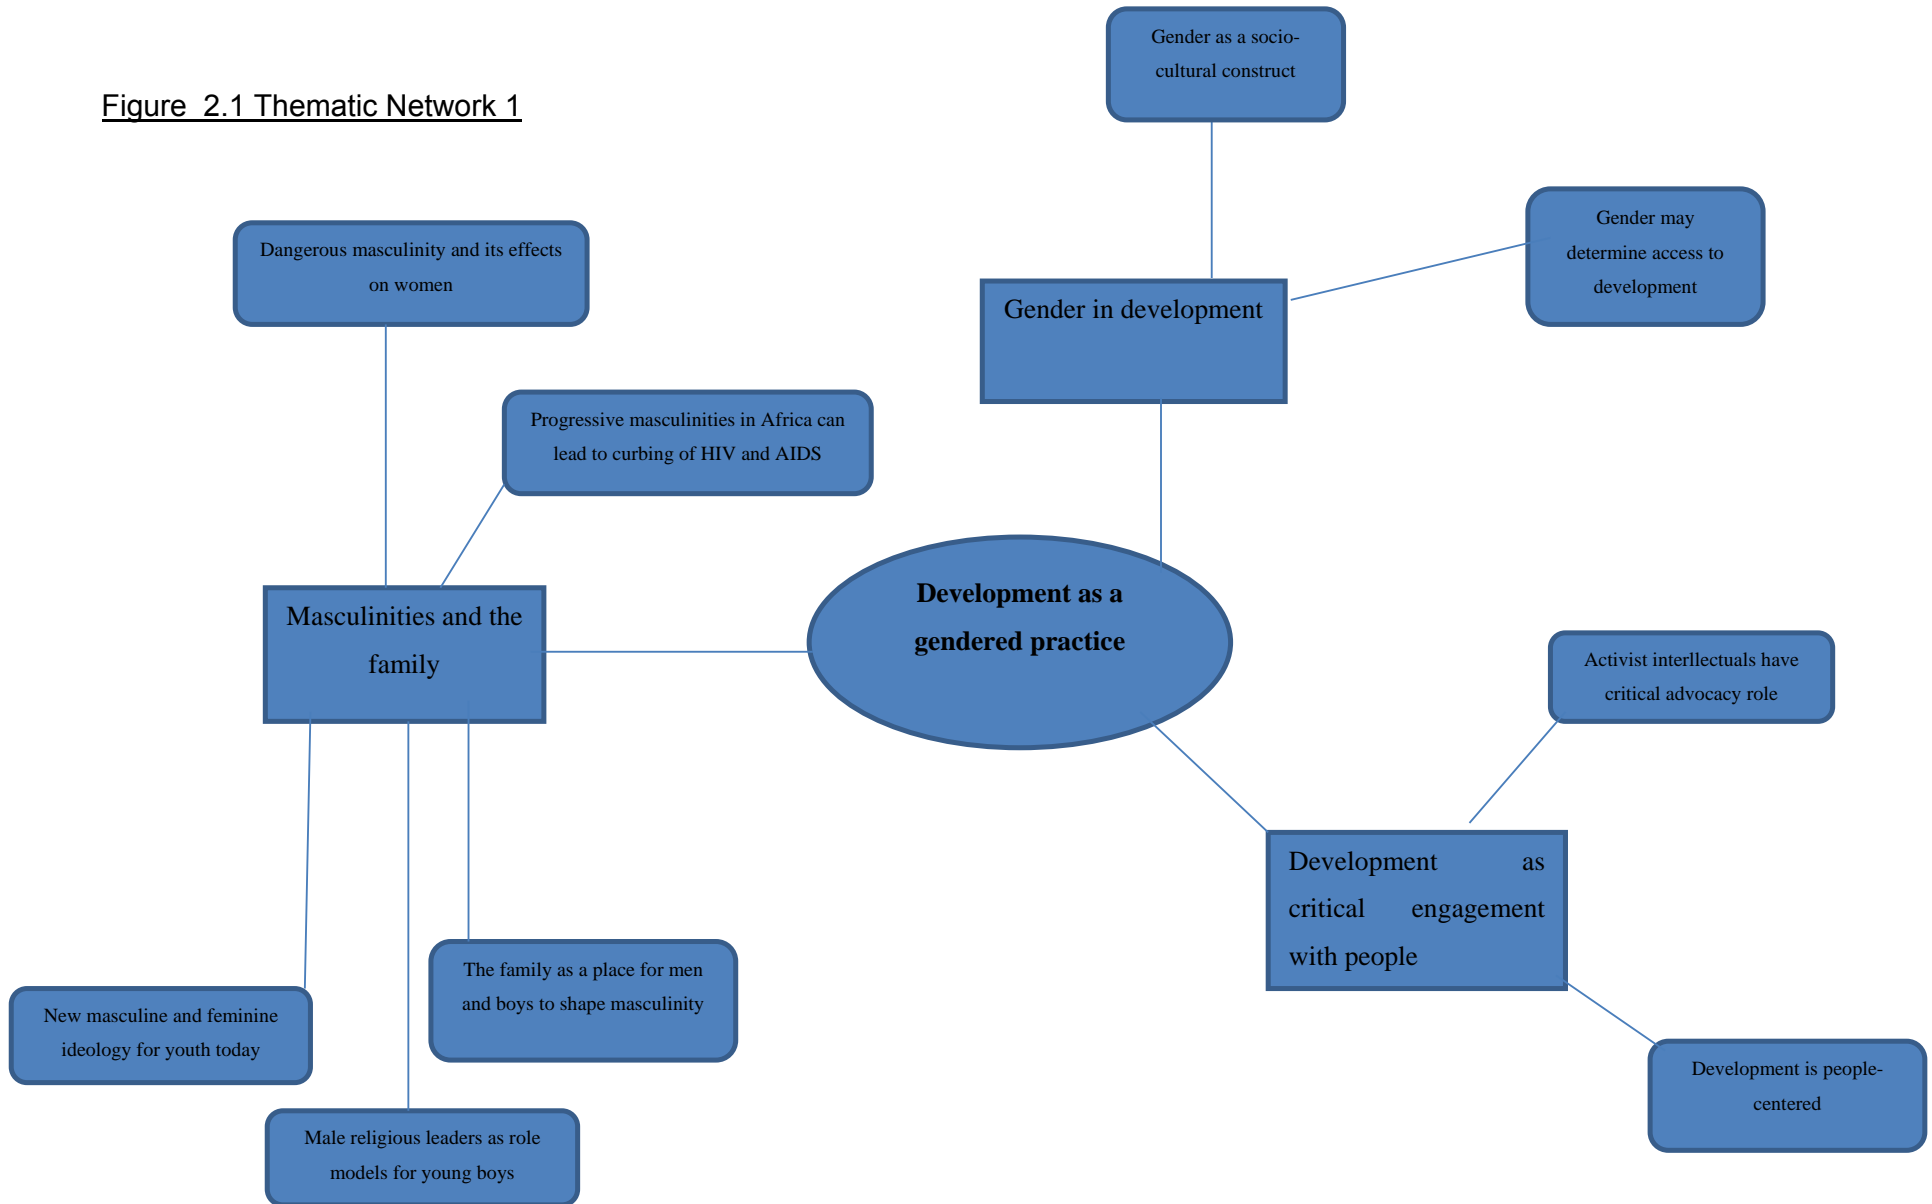 Figure 2.1 Thematic Network 1
Gender as a socio-
cultural construct
Gender may
determine access to
development
Gender in development
Dangerous masculinity and its effects
on women
Progressive masculinities in Africa can
lead to curbing of HIV and AIDS
Masculinities and the
family
Development as a
gendered practice
Activist interllectuals have
critical advocacy role
Development as
critical engagement
with people
The family as a place for men
and boys to shape masculinity
New masculine and feminine
ideology for youth today
Male religious leaders as role
models for young boys
Development is people-
centered